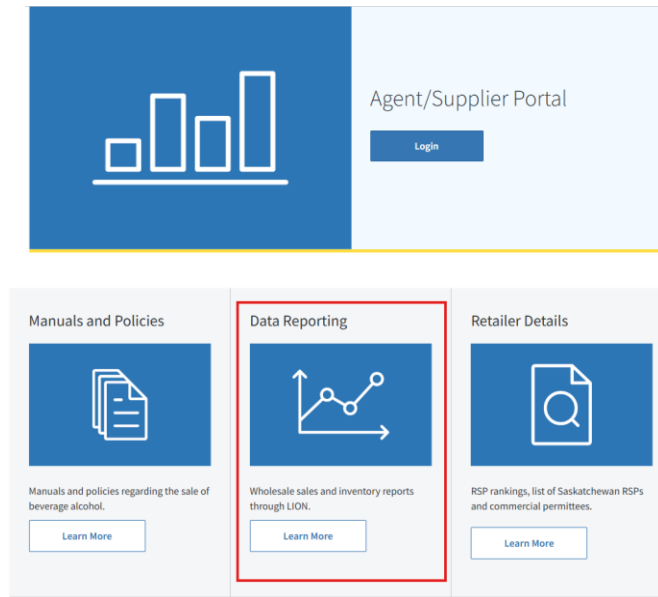 Agent/Supplier Portal
Login
Manuals and Policies
Manuals and policies regarding the sale of
beverage alcohol.
Learn More
Data Reporting
Wholesale sales and inventory reports
through LION.
Learn More
Retailer Details
RSP rankings, list of Saskatchewan RSPs
and commercial permittees.
Learn More